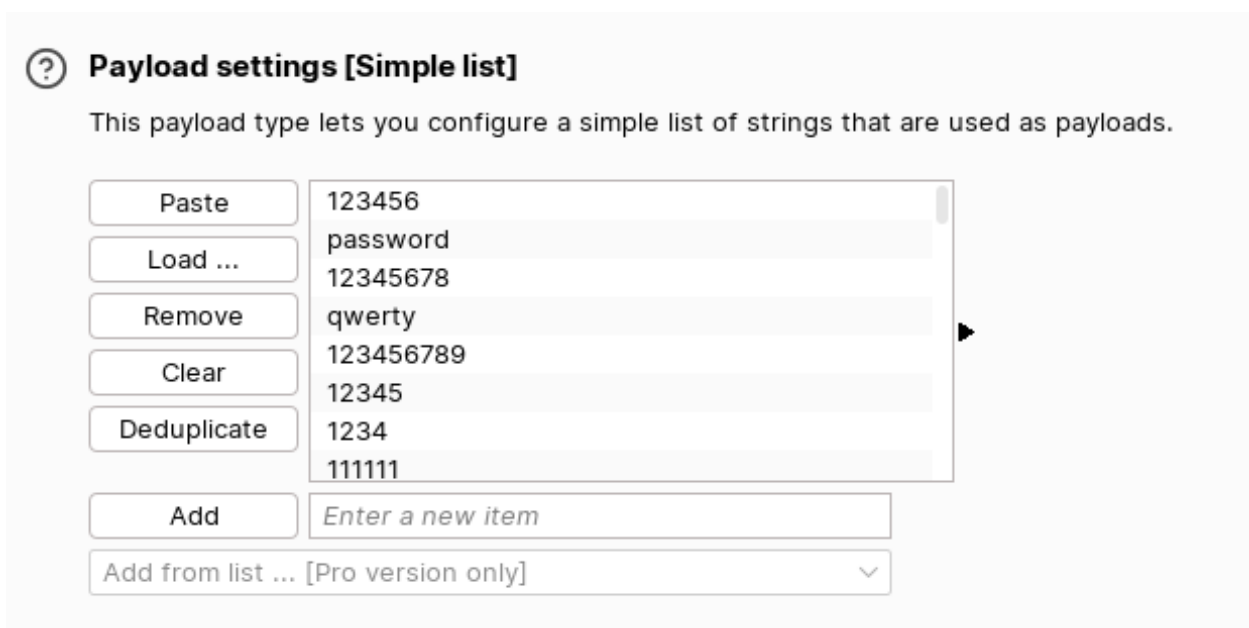 Payload settings [Simple list]
This payload type lets you configure a simple list of strings that are used as payloads.
Paste
Load ...
Remove
Clear
Deduplicate
123456
password
12345678
qwerty
123456789
12345
1234
111111
Add
Enter a new item
Add from list ... [Pro version only]